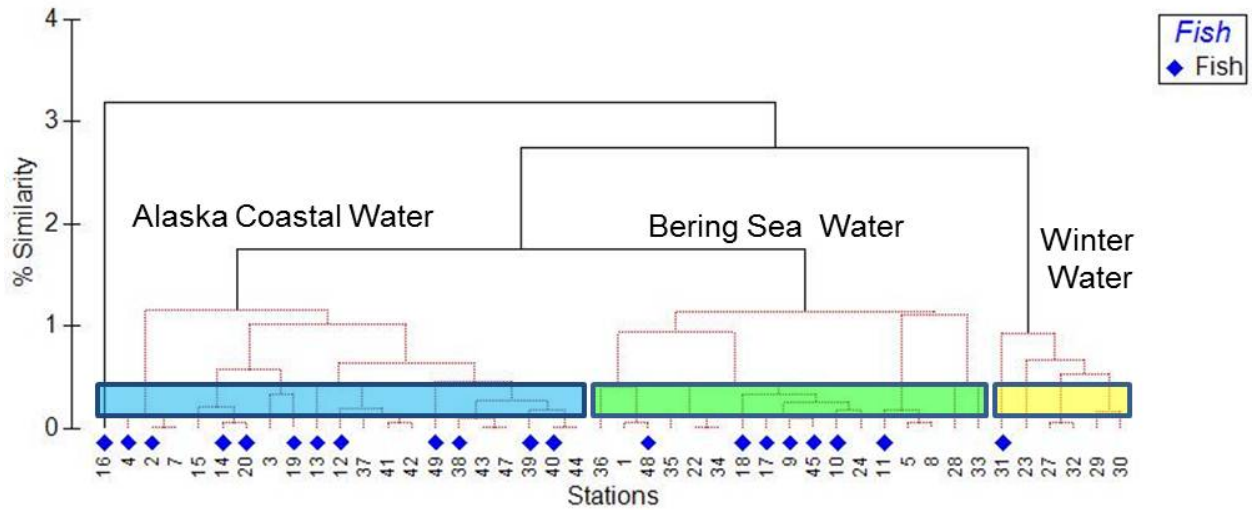 Fish
Fish
4
3
2
1
0
% Similarity
Alaska Coastal Water
Bering Sea Water
Winter
Water
16 4 2 7 15 14 20 3 19 13 12 37 41 42 49 38 43 47 39 40 44 36 1 48 35 22 34 18 17 9 45 10 24 11 5 8 28 33 31 23 27 32 29 30
Stations